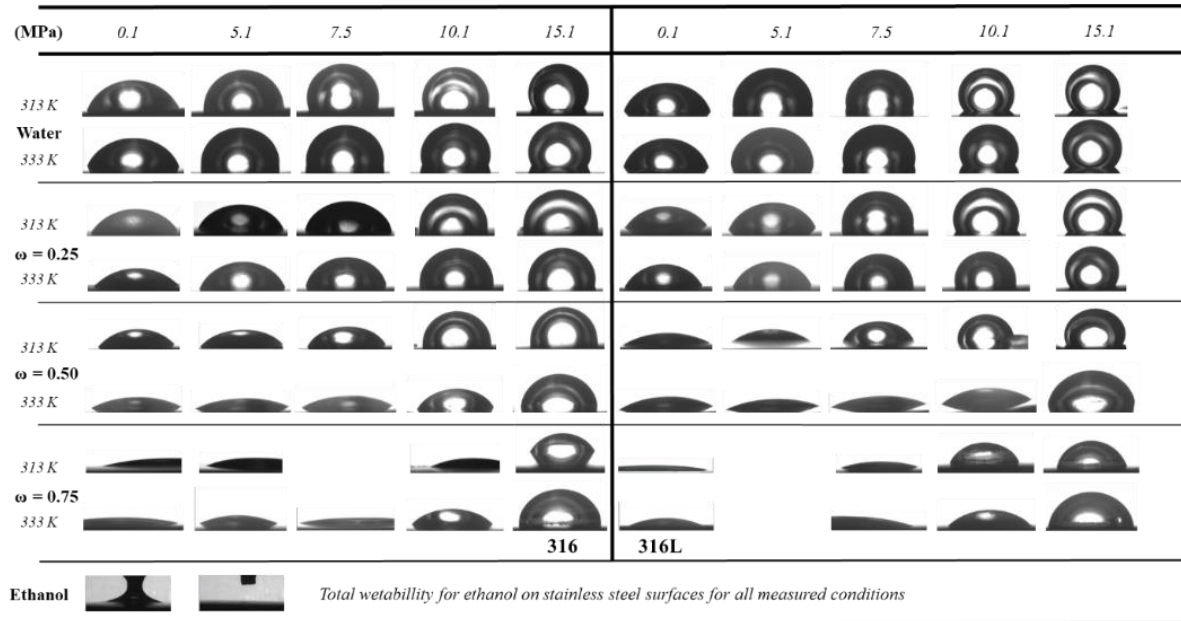 (MPa) 0.1 5.1 7.5 10.1 15.1 0.1 5.1 7.5 10.1 15.1
313 K
Water
333 K
313 K
ω = 0.25
333 K
313 K
ω = 0.50
333 K
313 K
ω = 0.75
333 K
316 316L
Ethanol Total wetabillity for ethanol on stainless steel surfaces for all measured conditions